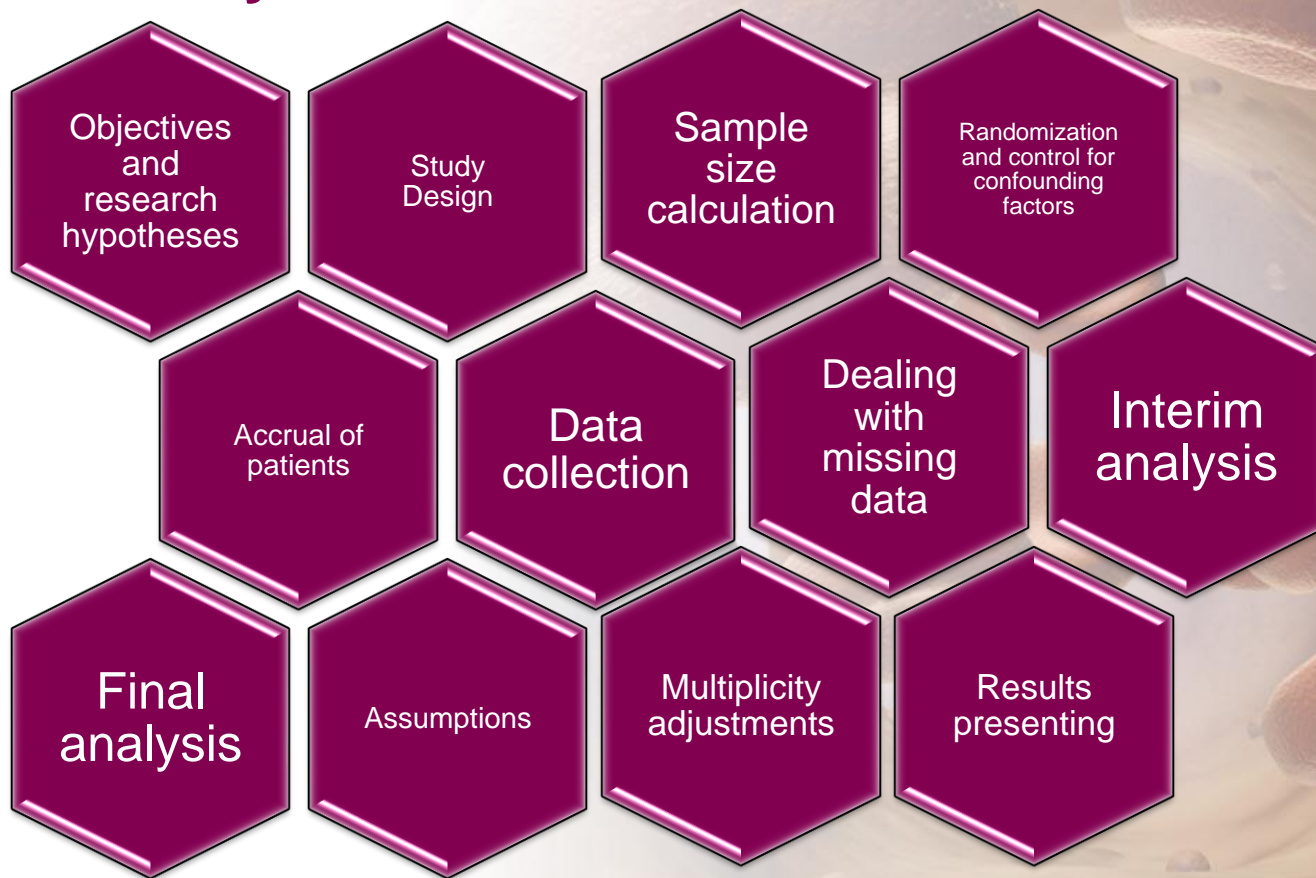 Objectives
and
research
hypotheses
Study
Design
Sample
size
calculation
Randomization
and control for
confounding
factors
Accrual of
patients
Data
collection
Dealing
with
missing
data
Interim
analysis
Final
analysis
Assumptions
Multiplicity
adjustments
Results
presenting